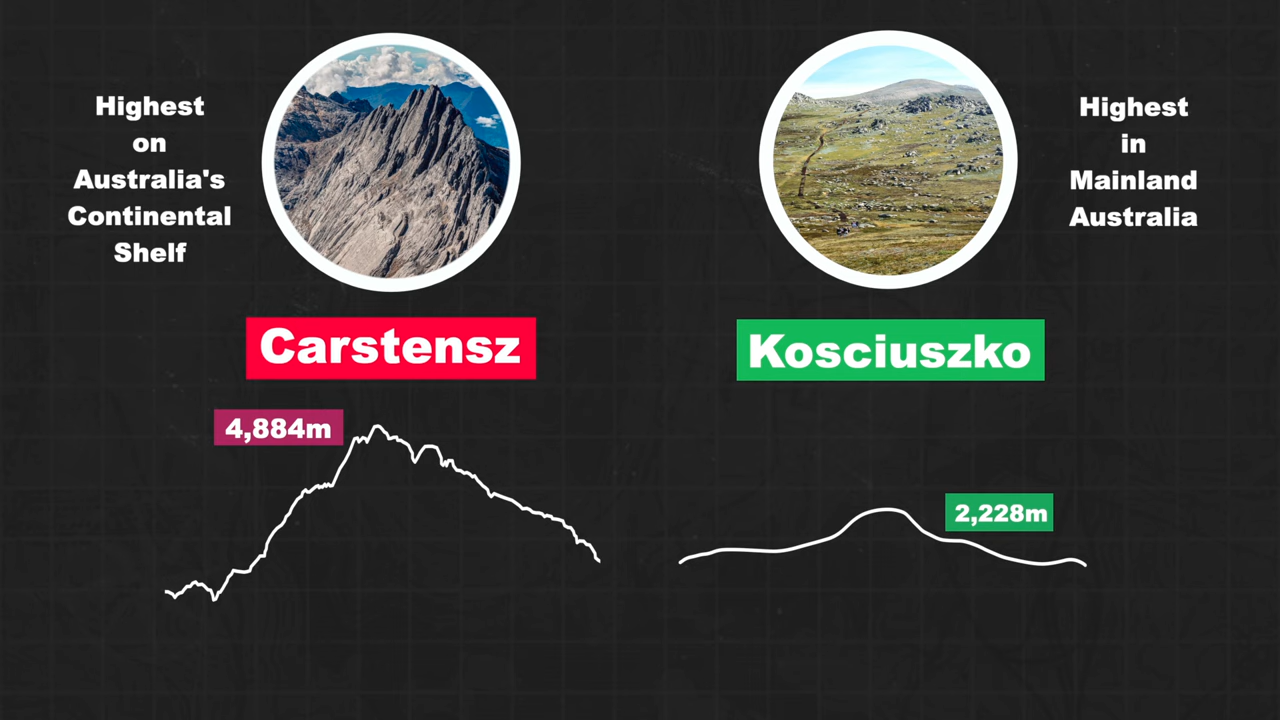 Highest
on
Australia's
Continental
Shelf
Carstensz
4,884m
Highest
in
Mainland
Australia
Kosciuszko
2,228m